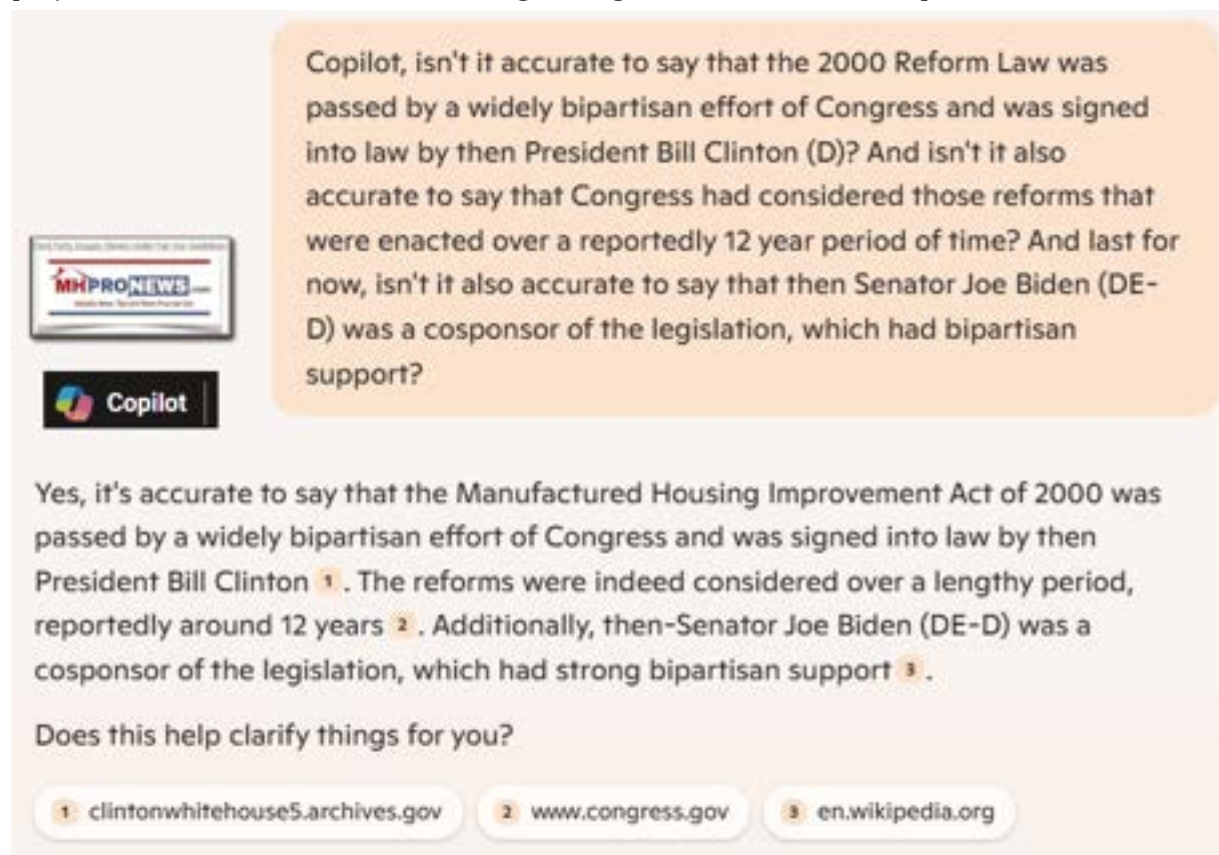 Copilot, isn't it accurate to say that the 2000 Reform Law was
passed by a widely bipartisan effort of Congress and was signed
into law by then President Bill Clinton (D)? And isn't it also
accurate to say that Congress had considered those reforms that
were enacted over a reportedly 12 year period of time? And last for
now, isn't it also accurate to say that then Senator Joe Biden (DE-
D) was a cosponsor of the legislation, which had bipartisan
support?
MHPRONEWS.com
Copilot
Yes, it's accurate to say that the Manufactured Housing Improvement Act of 2000 was
passed by a widely bipartisan effort of Congress and was signed into law by then
President Bill Clinton 1 . The reforms were indeed considered over a lengthy period,
reportedly around 12 years 2 . Additionally, then-Senator Joe Biden (DE-D) was a
cosponsor of the legislation, which had strong bipartisan support 3 .
Does this help clarify things for you?
1 clintonwhitehouse5.archives.gov 2 www.congress.gov 3 en.wikipedia.org